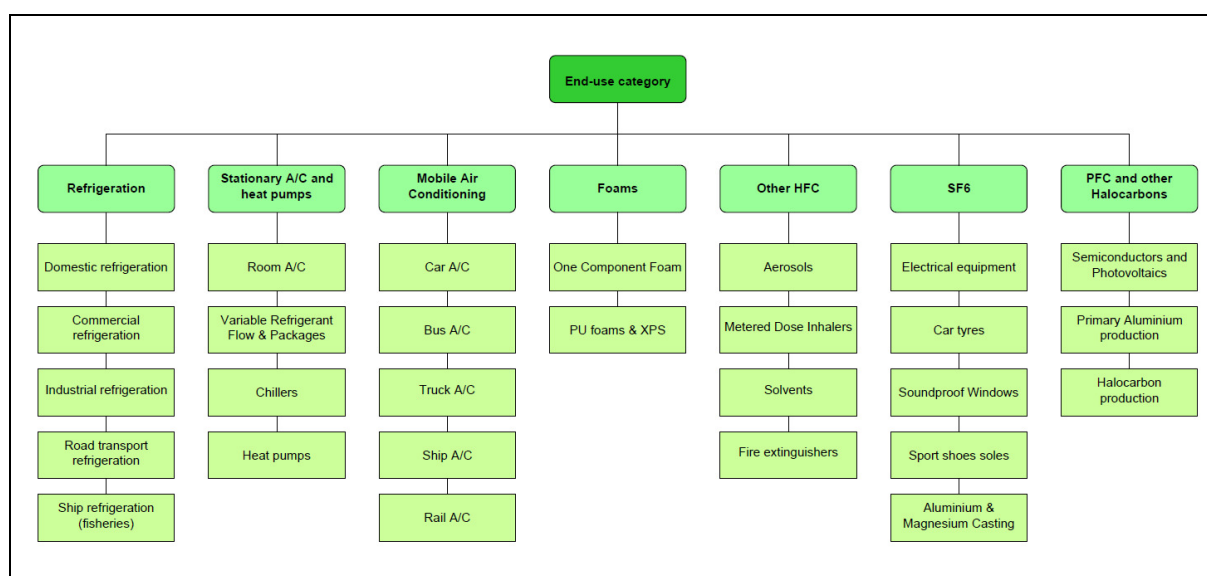 End-use category
Refrigeration
Stationary A/C and
heat pumps
Mobile Air
Conditioning
Foams
Other HFC
SF6
PFC and other
Halocarbons
Domestic refrigeration
Room A/C
Car A/C
One Component Foam
Aerosols
Electrical equipment
Semiconductors and
Photovoltaics
Commercial
refrigeration
Variable Refrigerant
Flow & Packages
Bus A/C
PU foams & XPS
Metered Dose Inhalers
Car tyres
Primary Aluminium
production
Industrial refrigeration
Chillers
Truck A/C
Solvents
Soundproof Windows
Halocarbon
production
Road transport
refrigeration
Heat pumps
Ship A/C
Fire extinguishers
Sport shoes soles
Ship refrigeration
(fisheries)
Rail A/C
Aluminium &
Magnesium Casting